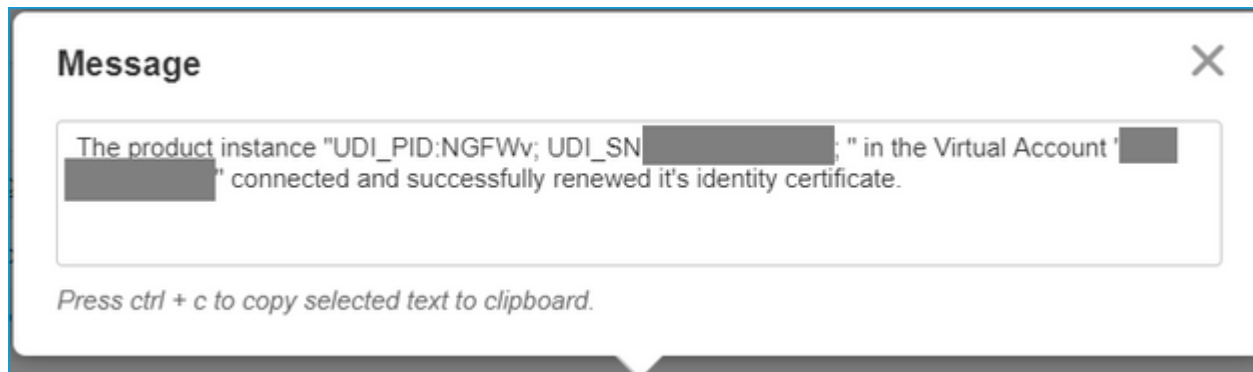 Message
The product instance "UDI_PID:NGFWv; UDI_SN ; " in the Virtual Account '
" connected and successfully renewed it's identity certificate.
Press ctrl + c to copy selected text to clipboard.